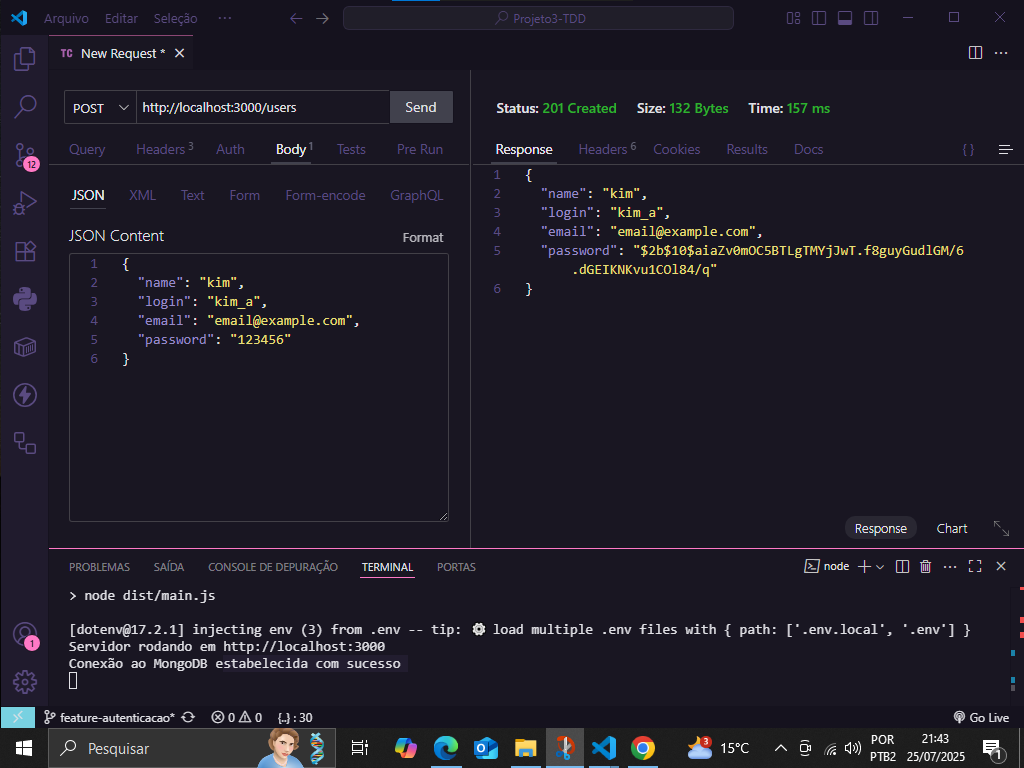 Arquivo Editar Seleção ··· Projeto3-TDD
TC New Request * ×
POST http://localhost:3000/users Send
Query Headers 3 Auth Body 1 Tests Pre Run
JSON XML Text Form Form-encode GraphQL
JSON Content Format
1 {
2 "name": "kim",
3 "login": "kim_a",
4 "email": "email@example.com",
5 "password": "123456"
6 }
Status: 201 Created Size: 132 Bytes Time: 157 ms
Response Headers 6 Cookies Results Docs { }
1 {
2 "name": "kim",
3 "login": "kim_a",
4 "email": "email@example.com",
5 "password": "$2b$10$aiaZv0mOC5BTLgTMYjJwT.f8guyGudlGM/6
.dGEIKNKvu1COl84/q"
6 }
Response Chart
12
1
PROBLEMAS SAÍDA CONSOLE DE DEPURAÇÃO TERMINAL PORTAS node
> node dist/main.js
[dotenv@17.2.1] injecting env (3) from .env -- tip: ⚙ load multiple .env files with { path: ['.env.local', '.env'] }
Servidor rodando em http://localhost:3000
Conexão ao MongoDB estabelecida com sucesso
feature-autenticacao* 0 0 {..} : 30 Go Live
Pesquisar 3 15°C POR
PTB2
21:43
25/07/2025
1